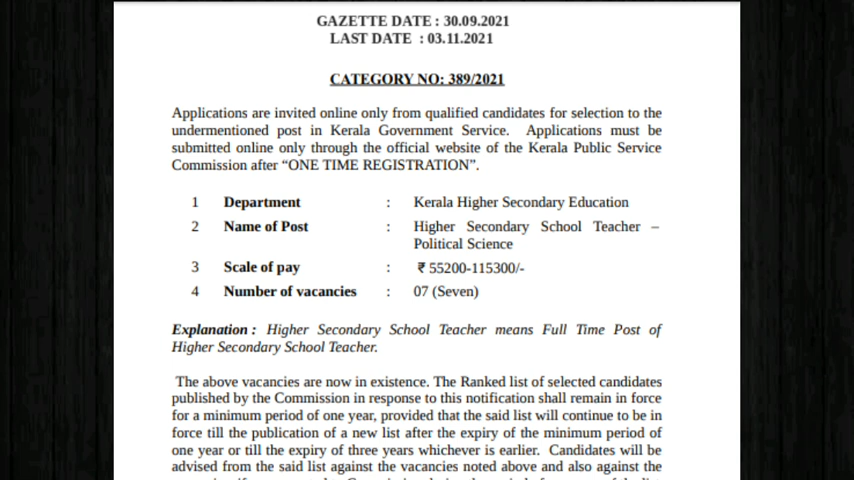 GAZETTE DATE : 30.09.2021
LAST DATE : 03.11.2021
CATEGORY NO: 389/2021
Applications are invited online only from qualified candidates for selection to the
undermentioned post in Kerala Government Service. Applications must be
submitted online only through the official website of the Kerala Public Service
Commission after “ONE TIME REGISTRATION”.
1 Department : Kerala Higher Secondary Education
2 Name of Post : Higher Secondary School Teacher –
Political Science
3 Scale of pay : ₹ 55200-115300/-
4 Number of vacancies : 07 (Seven)
Explanation : Higher Secondary School Teacher means Full Time Post of
Higher Secondary School Teacher.
The above vacancies are now in existence. The Ranked list of selected candidates
published by the Commission in response to this notification shall remain in force
for a minimum period of one year, provided that the said list will continue to be in
force till the publication of a new list after the expiry of the minimum period of
one year or till the expiry of three years whichever is earlier. Candidates will be
advised from the said list against the vacancies noted above and also against the